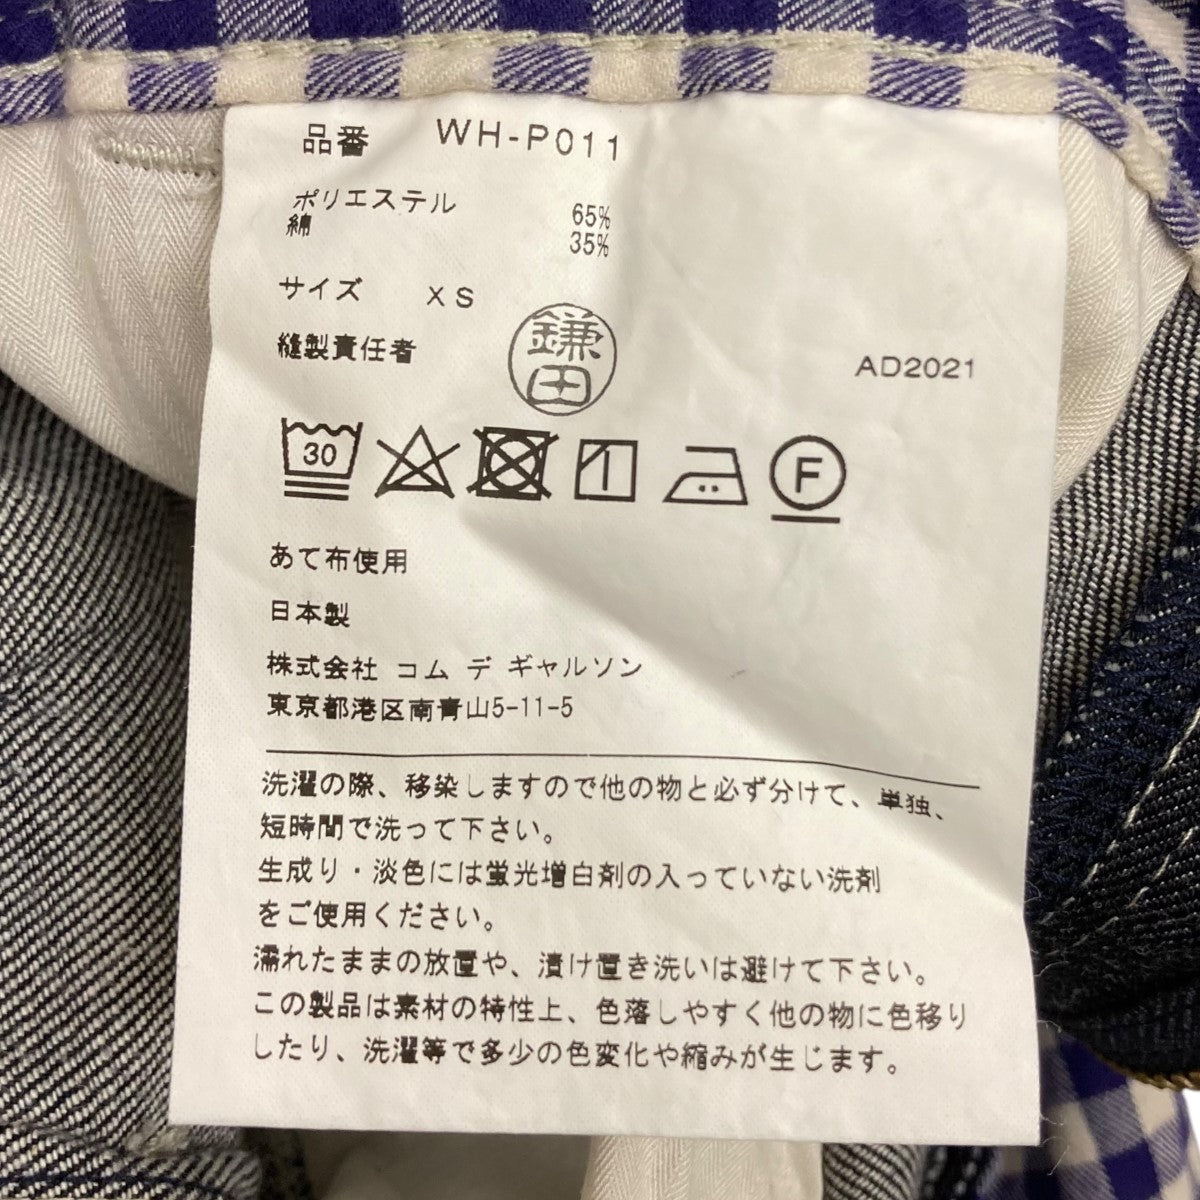 品番 WH-P011
ポリエステル 65%
綿 35%
サイズ XS
縫製責任者 鎌田 AD2021
30 F
あて布使用
日本製
株式会社 コム デ ギャルソン
東京都港区南青山5-11-5
洗濯の際、移染しますので他の物と必ず分けて、単独、
短時間で洗って下さい。
生成り・淡色には蛍光増白剤の入っていない洗剤
をご使用ください。
濡れたままの放置や、漬け置き洗いは避けて下さい。
この製品は素材の特性上、色落しやすく他の物に色移り
したり、洗濯等で多少の色変化や縮みが生じます。